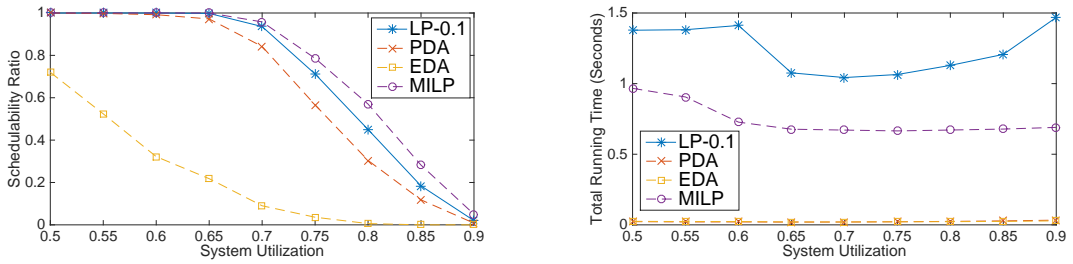 Schedulability Ratio
1
0.8
0.6
0.4
0.2
0
LP-0.1
PDA
EDA
MILP
0.5 0.55 0.6 0.65 0.7 0.75 0.8 0.85 0.9
System Utilization
Total Running Time (Seconds)
1.5
1
0.5
0
LP-0.1
PDA
EDA
MILP
0.5 0.55 0.6 0.65 0.7 0.75 0.8 0.85 0.9
System Utilization